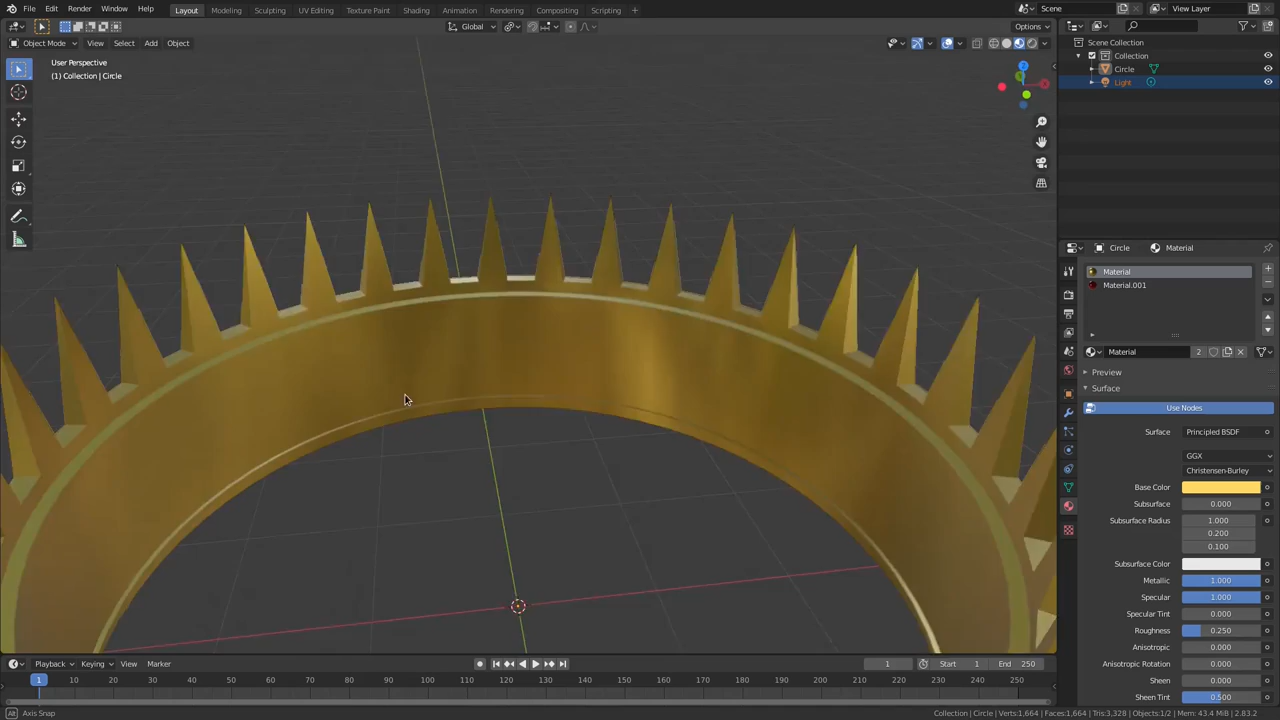 File Edit Render Window Help Layout Modeling Sculpting UV Editing Texture Paint Shading Animation Rendering Compositing Scripting + Scene View Layer
Global Options
Object Mode View Select Add Object
User Perspective
(1) Collection | Circle
Z
Scene Collection
Collection
Circle
Light
Circle Material
Material
Material.001
Material 2
Preview
Surface
Use Nodes
Surface Principled BSDF
GGX
Christensen-Burley
Base Color
Subsurface 0.000
Subsurface Radius 1.000
0.200
0.100
Subsurface Color
Metallic 1.000
Specular 1.000
Specular Tint 0.000
Roughness 0.250
Anisotropic 0.000
Anisotropic Rotation 0.000
Sheen 0.000
Sheen Tint 0.500
Playback Keying View Marker 1 Start 1 End 250
1 10 20 30 40 50 60 70 80 90 100 110 120 130 140 150 160 170 180 190 200 210 220 230 240 250
Alt Axis Snap Collection | Circle | Verts:1,664 | Faces:1,664 | Tris:3,328 | Objects:1/2 | Mem: 43.4 MiB | 2.83.2